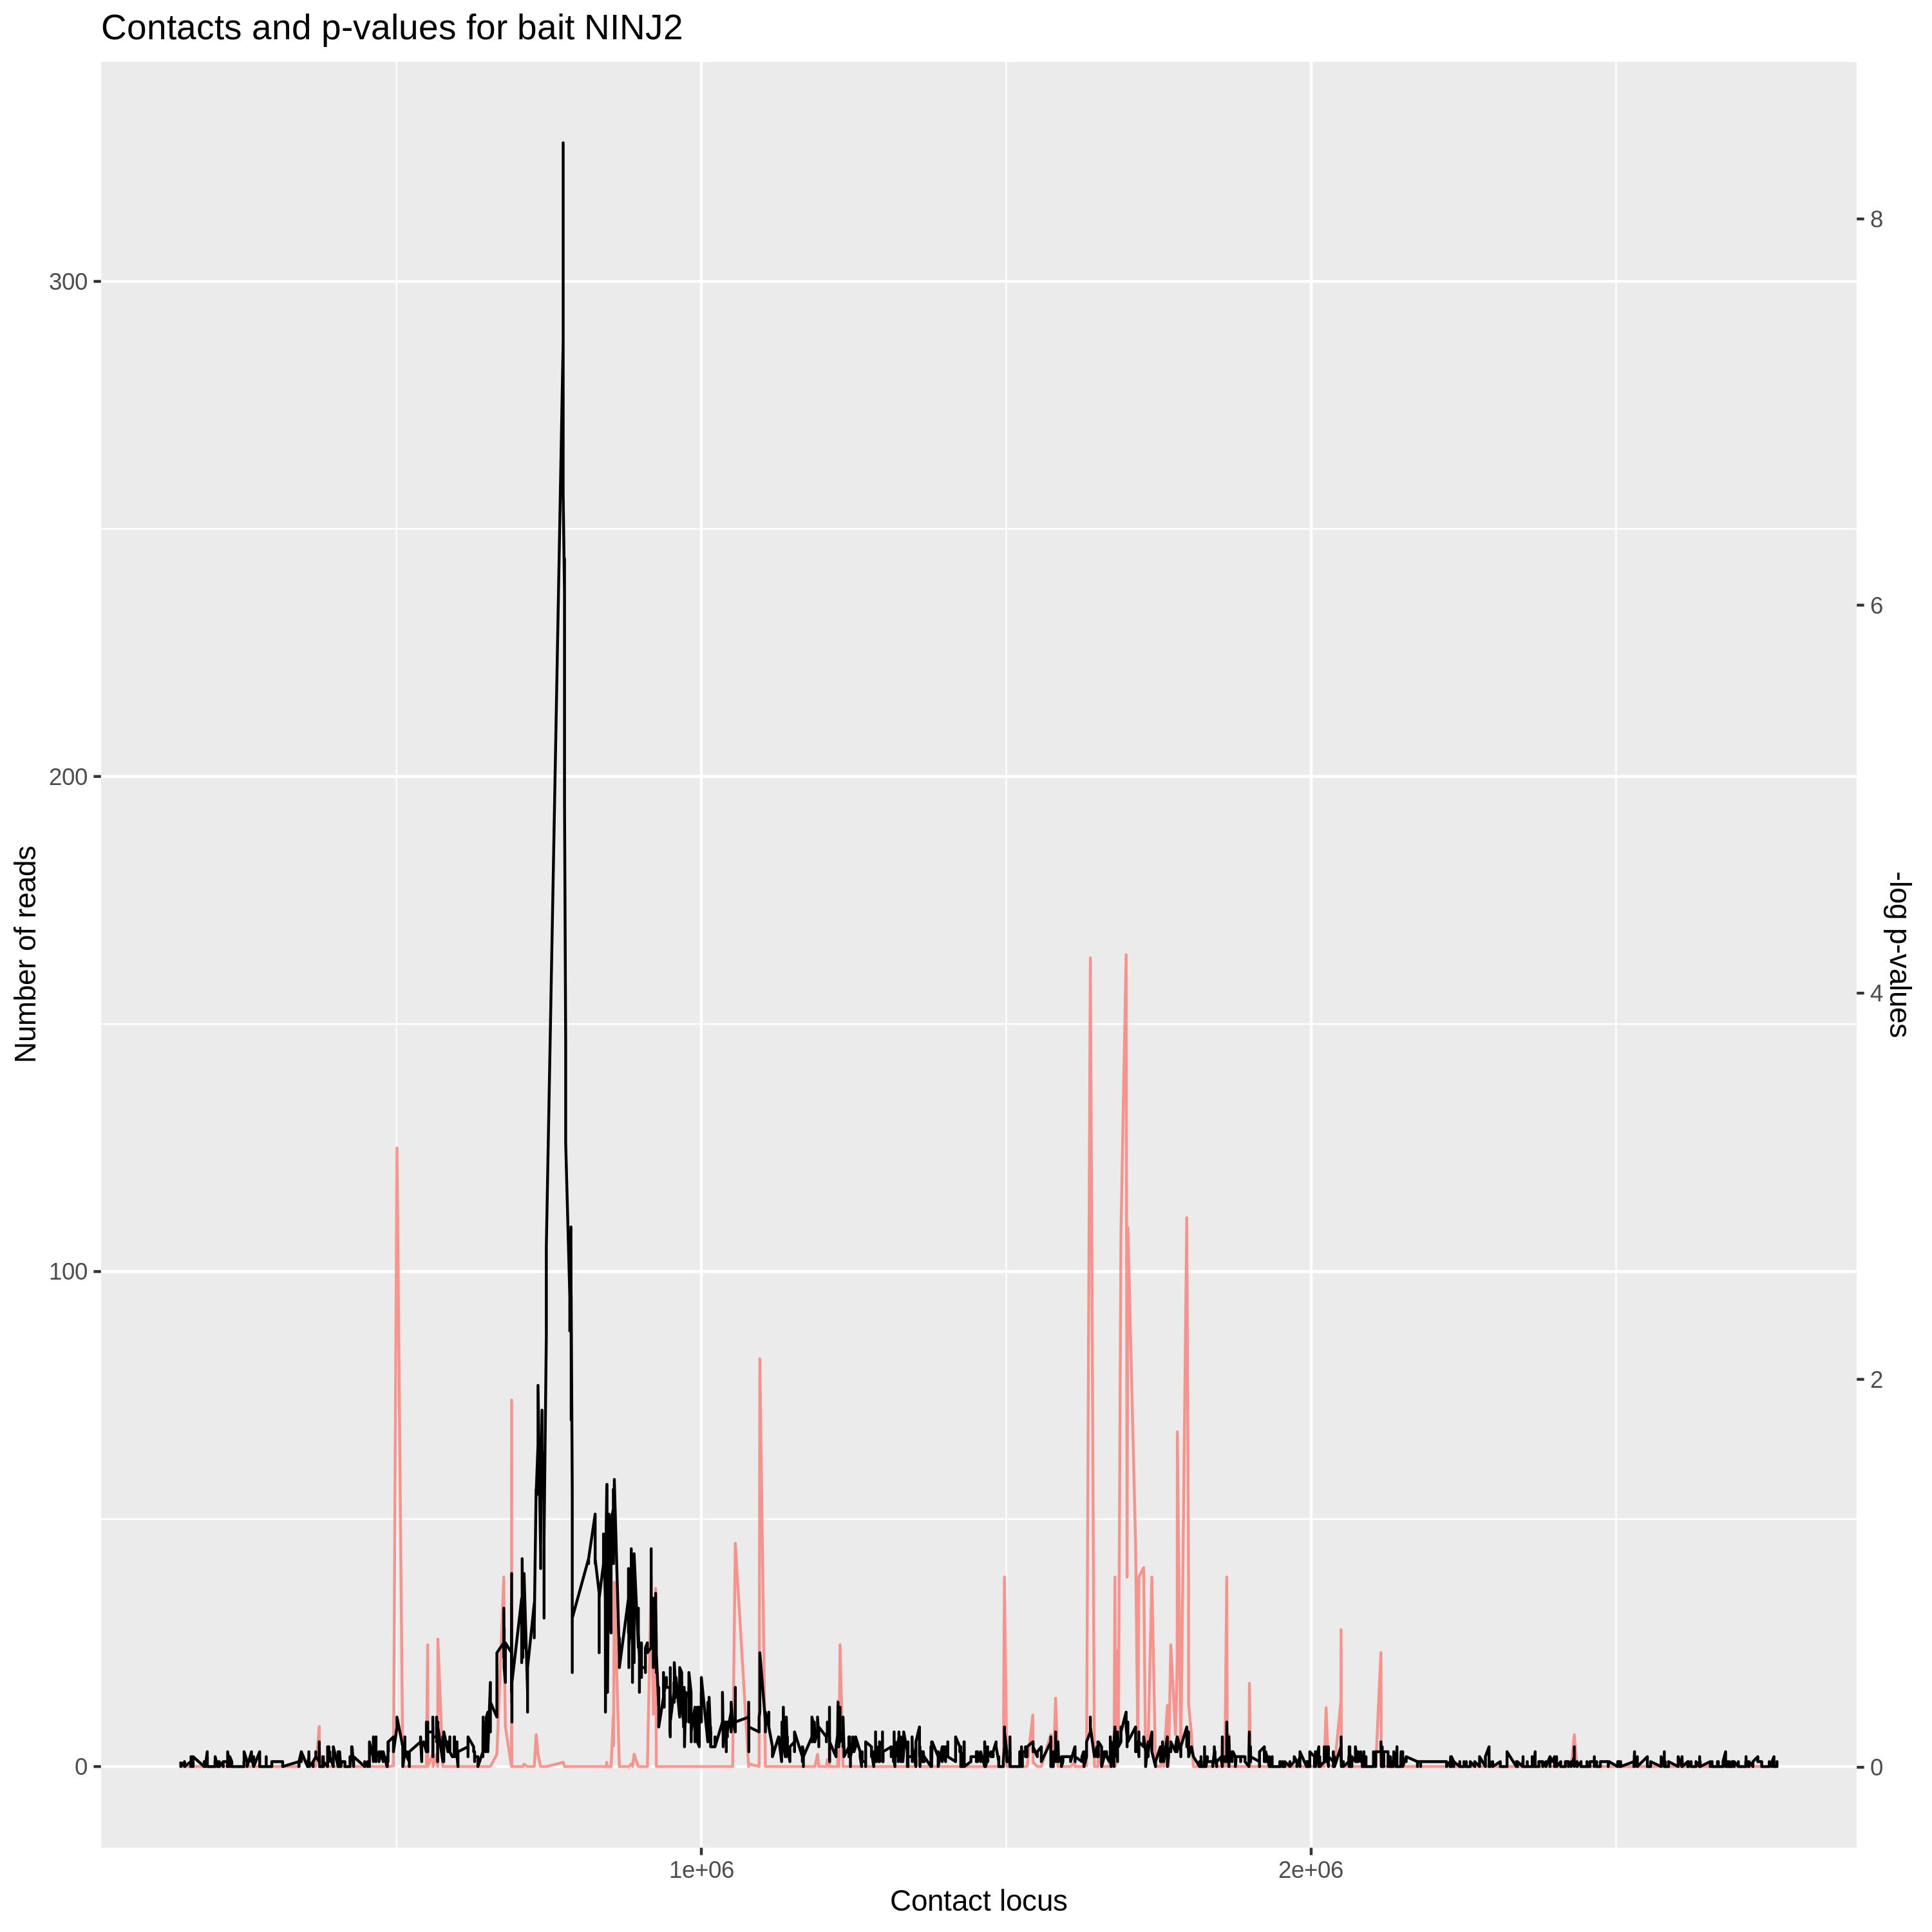 Contacts and p-values for bait NINJ2
300
200
100
0
Number of reads
8
6
4
2
0
-log p-values
1e+06
2e+06
Contact locus